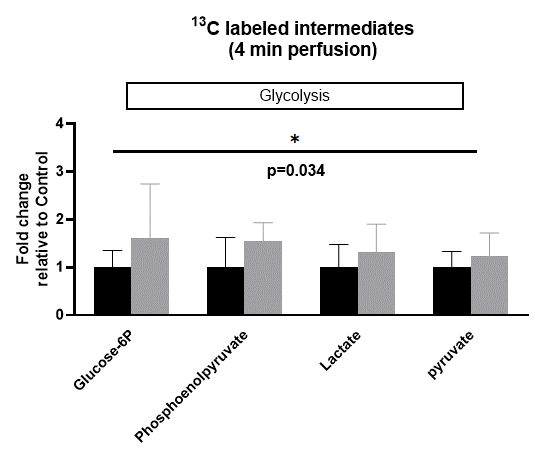 ¹³C labeled intermediates
(4 min perfusion)
Glycolysis
Fold change
relative to Control
4
3
2
1
0
*
p=0.034
Glucose-6P
Phosphoenolpyruvate
Lactate
pyruvate